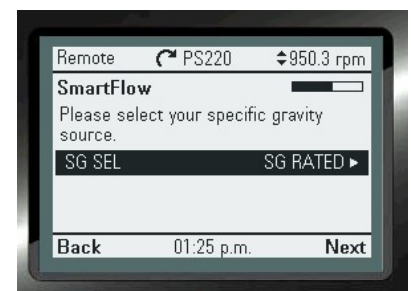 Remote PS220 950.3 rpm
SmartFlow
Please select your specific gravity
source.
SG SEL SG RATED
Back 01:25 p.m. Next